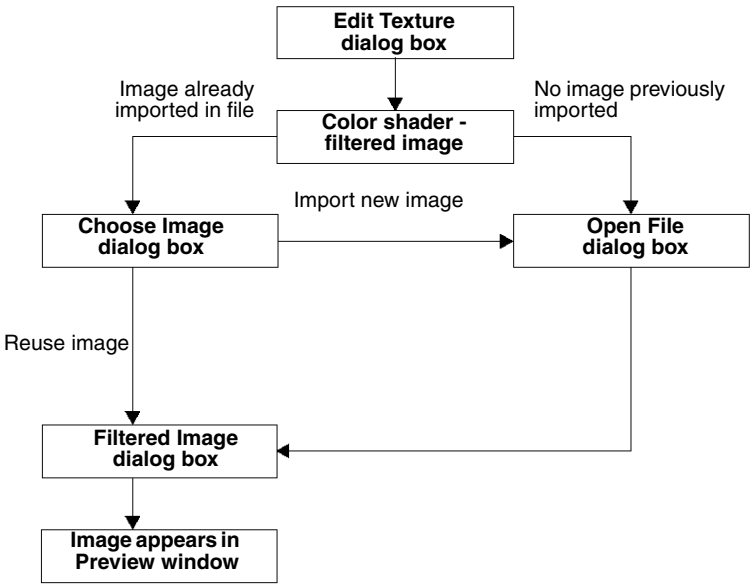 Edit Texture
dialog box
Image already
imported in file
No image previously
imported
Color shader -
filtered image
Import new image
Choose Image
dialog box
Open File
dialog box
Reuse image
Filtered Image
dialog box
Image appears in
Preview window